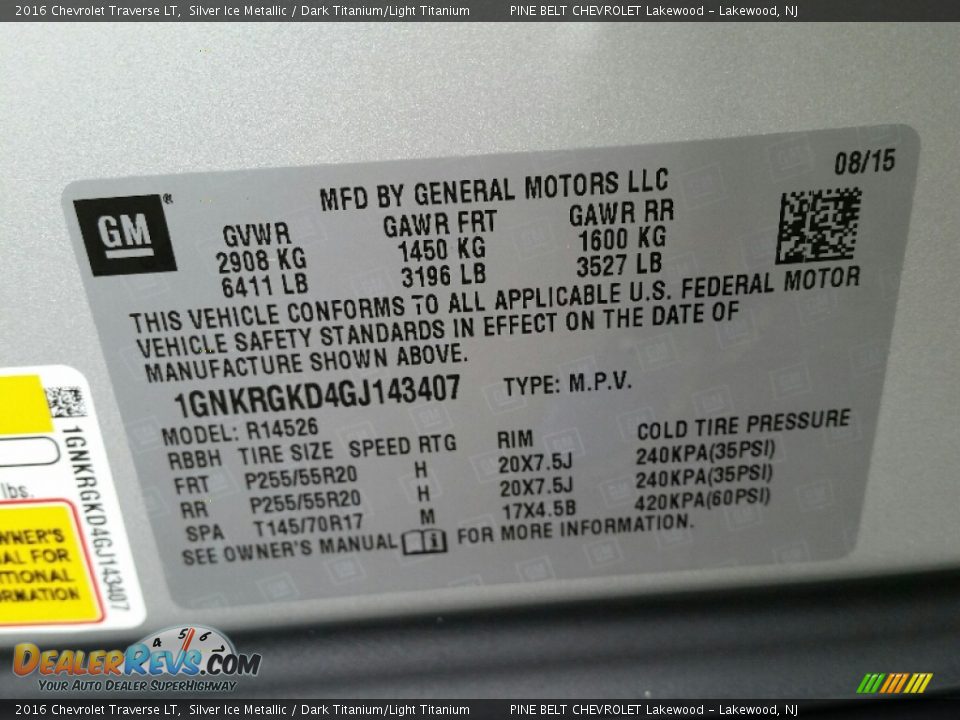 2016 Chevrolet Traverse LT, Silver Ice Metallic / Dark Titanium/Light Titanium PINE BELT CHEVROLET Lakewood - Lakewood, NJ
08/15
MFD BY GENERAL MOTORS LLC
GM®
GVWR GAWR FRT GAWR RR
2908 KG 1450 KG 1600 KG
6411 LB 3196 LB 3527 LB
THIS VEHICLE CONFORMS TO ALL APPLICABLE U.S. FEDERAL MOTOR
VEHICLE SAFETY STANDARDS IN EFFECT ON THE DATE OF
MANUFACTURE SHOWN ABOVE.
1GNKRGKD4GJ143407 TYPE: M.P.V.
MODEL: R14526
RBBH TIRE SIZE SPEED RTG RIM COLD TIRE PRESSURE
FRT P255/55R20 H 20X7.5J 240KPA(35PSI)
RR P255/55R20 H 20X7.5J 240KPA(35PSI)
SPA T145/70R17 M 17X4.5B 420KPA(60PSI)
SEE OWNER'S MANUAL FOR MORE INFORMATION.
1GNKRGKD4GJ143407
lbs.
WNER'S
AL FOR
TIONAL
RMATION
4 5 6 7
DEALERREVS.COM
YOUR AUTO DEALER SUPERHIGHWAY
2016 Chevrolet Traverse LT, Silver Ice Metallic / Dark Titanium/Light Titanium PINE BELT CHEVROLET Lakewood - Lakewood, NJ